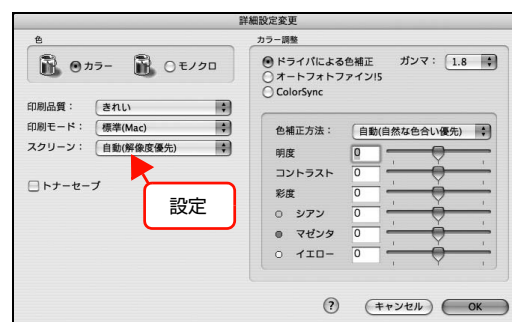 詳細設定変更
色
カラー
モノクロ
印刷品質： きれい
印刷モード： 標準(Mac)
スクリーン： 自動(解像度優先)
トナーセーブ
設定
カラー調整
ドライバによる色補正 ガンマ： 1.8
オートフォトファイン!5
ColorSync
色補正方法： 自動(自然な色合い優先)
明度 0
コントラスト 0
彩度 0
シアン 0
マゼンタ 0
イエロー 0
? キャンセル OK